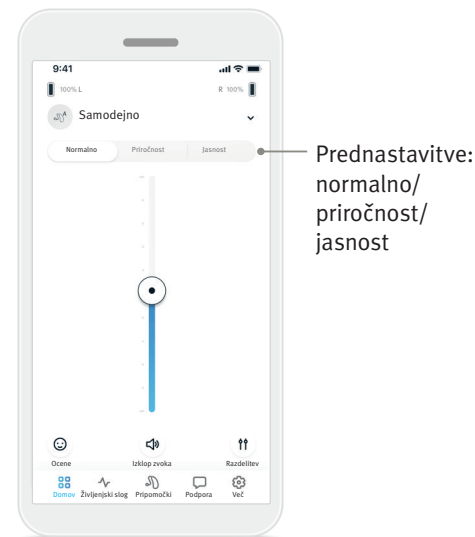 9:41
100% L
R 100%
Samodejno
Normalno Priročnost Jasnost
Prednastavitve:
normalno/
priročnost/
jasnost
Ocene Izklop zvoka Razdelitev
Domov Življenjski slog Pripomočki Podpora Več